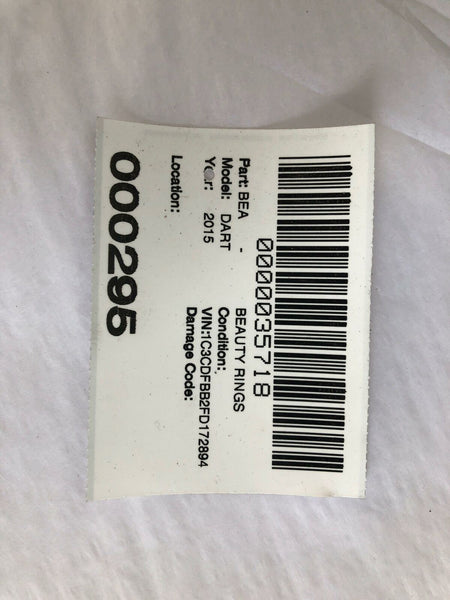 0000035718
Part: BEA - BEAUTY RINGS
Model: DART Condition:
Year: 2015 VIN:1C3CDFBB2FD172894
Damage Code:
Location:
000295